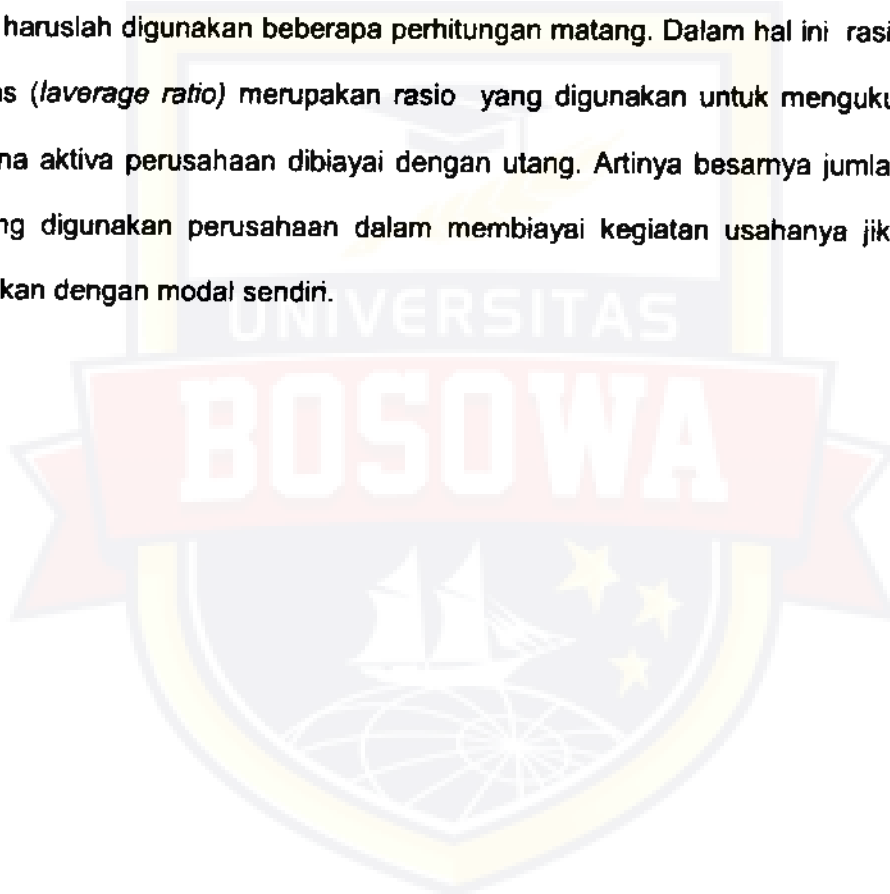 haruslah digunakan beberapa perhitungan matang. Dalam hal ini rasi
as (laverage ratio) merupakan rasio yang digunakan untuk menguku
na aktiva perusahaan dibiayai dengan utang. Artinya besarnya jumla
ng digunakan perusahaan dalam membiayai kegiatan usahanya jik
kan dengan modal sendiri.
UNIVERSITAS
BOSOWA